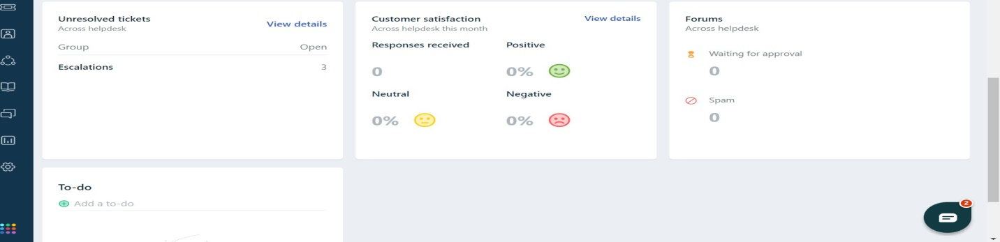 Unresolved tickets
Across helpdesk
View details
Group Open
Escalations 3
Customer satisfaction
Across helpdesk this month
View details
Responses received Positive
0 0%
Neutral Negative
0% 0%
Forums
Across helpdesk
Waiting for approval
0
Spam
0
To-do
Add a to-do
2